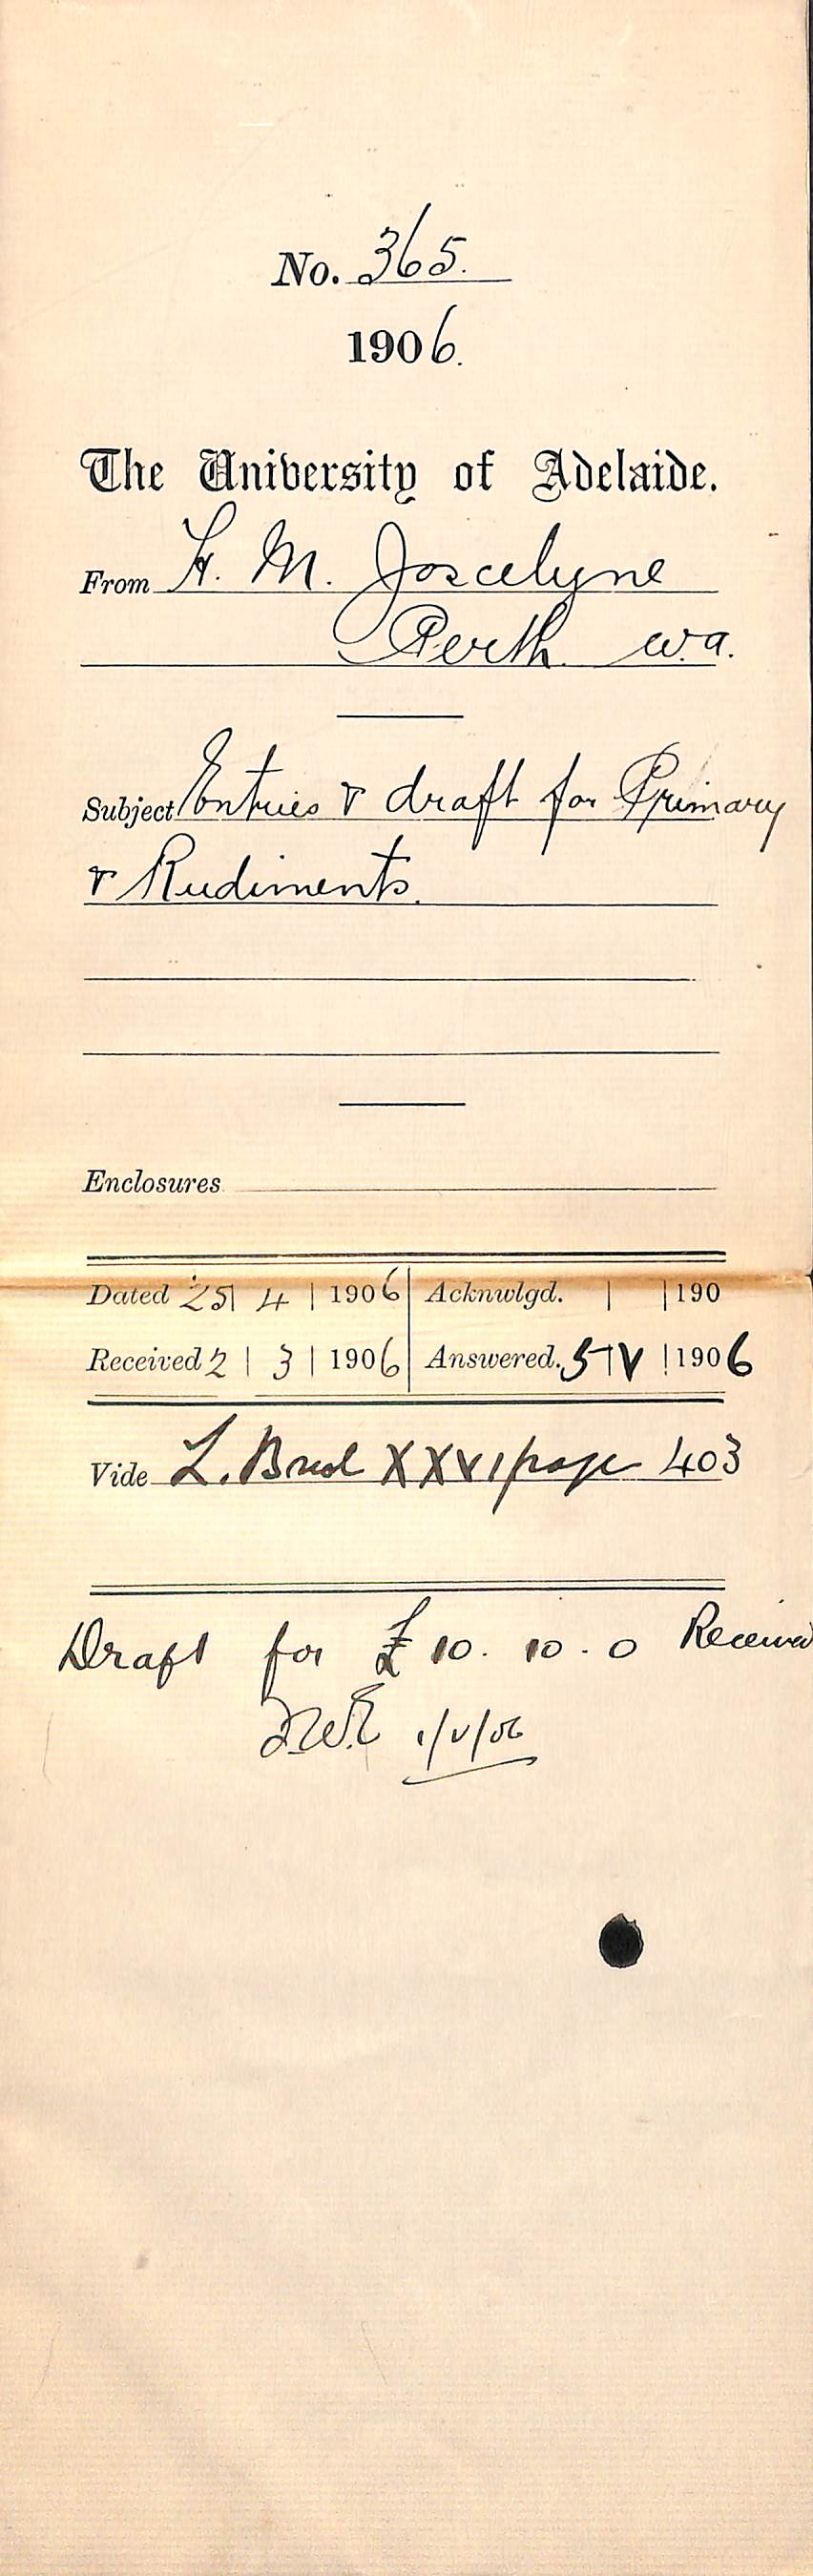 No. 365.
1906.
The University of Adelaide.
From H. M. Joscelyne
Perth W.A.
Subject Entries & draft for Primary
& Rudiments.
Enclosures
Dated 25 | 4 | 1906 Acknwlgd. | | 190
Received 2 | 3 | 1906 Answered. 5 | V | 1906
Vide L. Book XXVI page 403
Draft for £10. 10. 0 Received
1/V/06